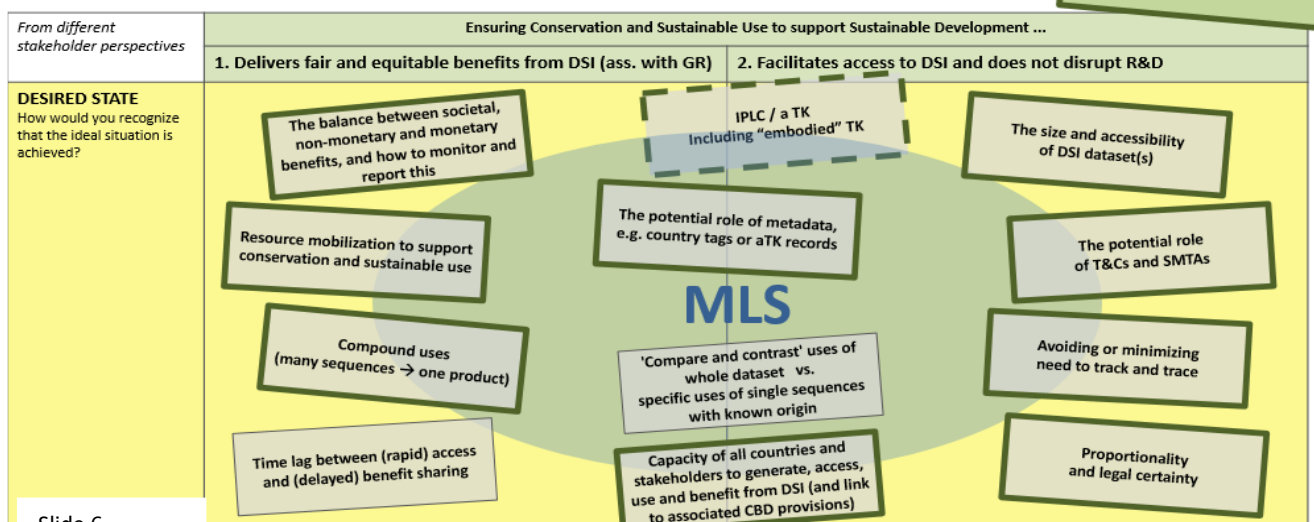 From different
stakeholder perspectives
Ensuring Conservation and Sustainable Use to support Sustainable Development ...
1. Delivers fair and equitable benefits from DSI (ass. with GR)
2. Facilitates access to DSI and does not disrupt R&D
DESIRED STATE
How would you recognize
that the ideal situation is
achieved?
The balance between societal,
non-monetary and monetary
benefits, and how to monitor and
report this
IPLC / a TK
Including “embodied” TK
The size and accessibility
of DSI dataset(s)
Resource mobilization to support
conservation and sustainable use
The potential role of metadata,
e.g. country tags or aTK records
The potential role
of T&Cs and SMTAs
MLS
Compound uses
(many sequences → one product)
'Compare and contrast' uses of
whole dataset vs.
specific uses of single sequences
with known origin
Avoiding or minimizing
need to track and trace
Time lag between (rapid) access
and (delayed) benefit sharing
Capacity of all countries and
stakeholders to generate, access,
use and benefit from DSI (and link
to associated CBD provisions)
Proportionality
and legal certainty
Slide 6